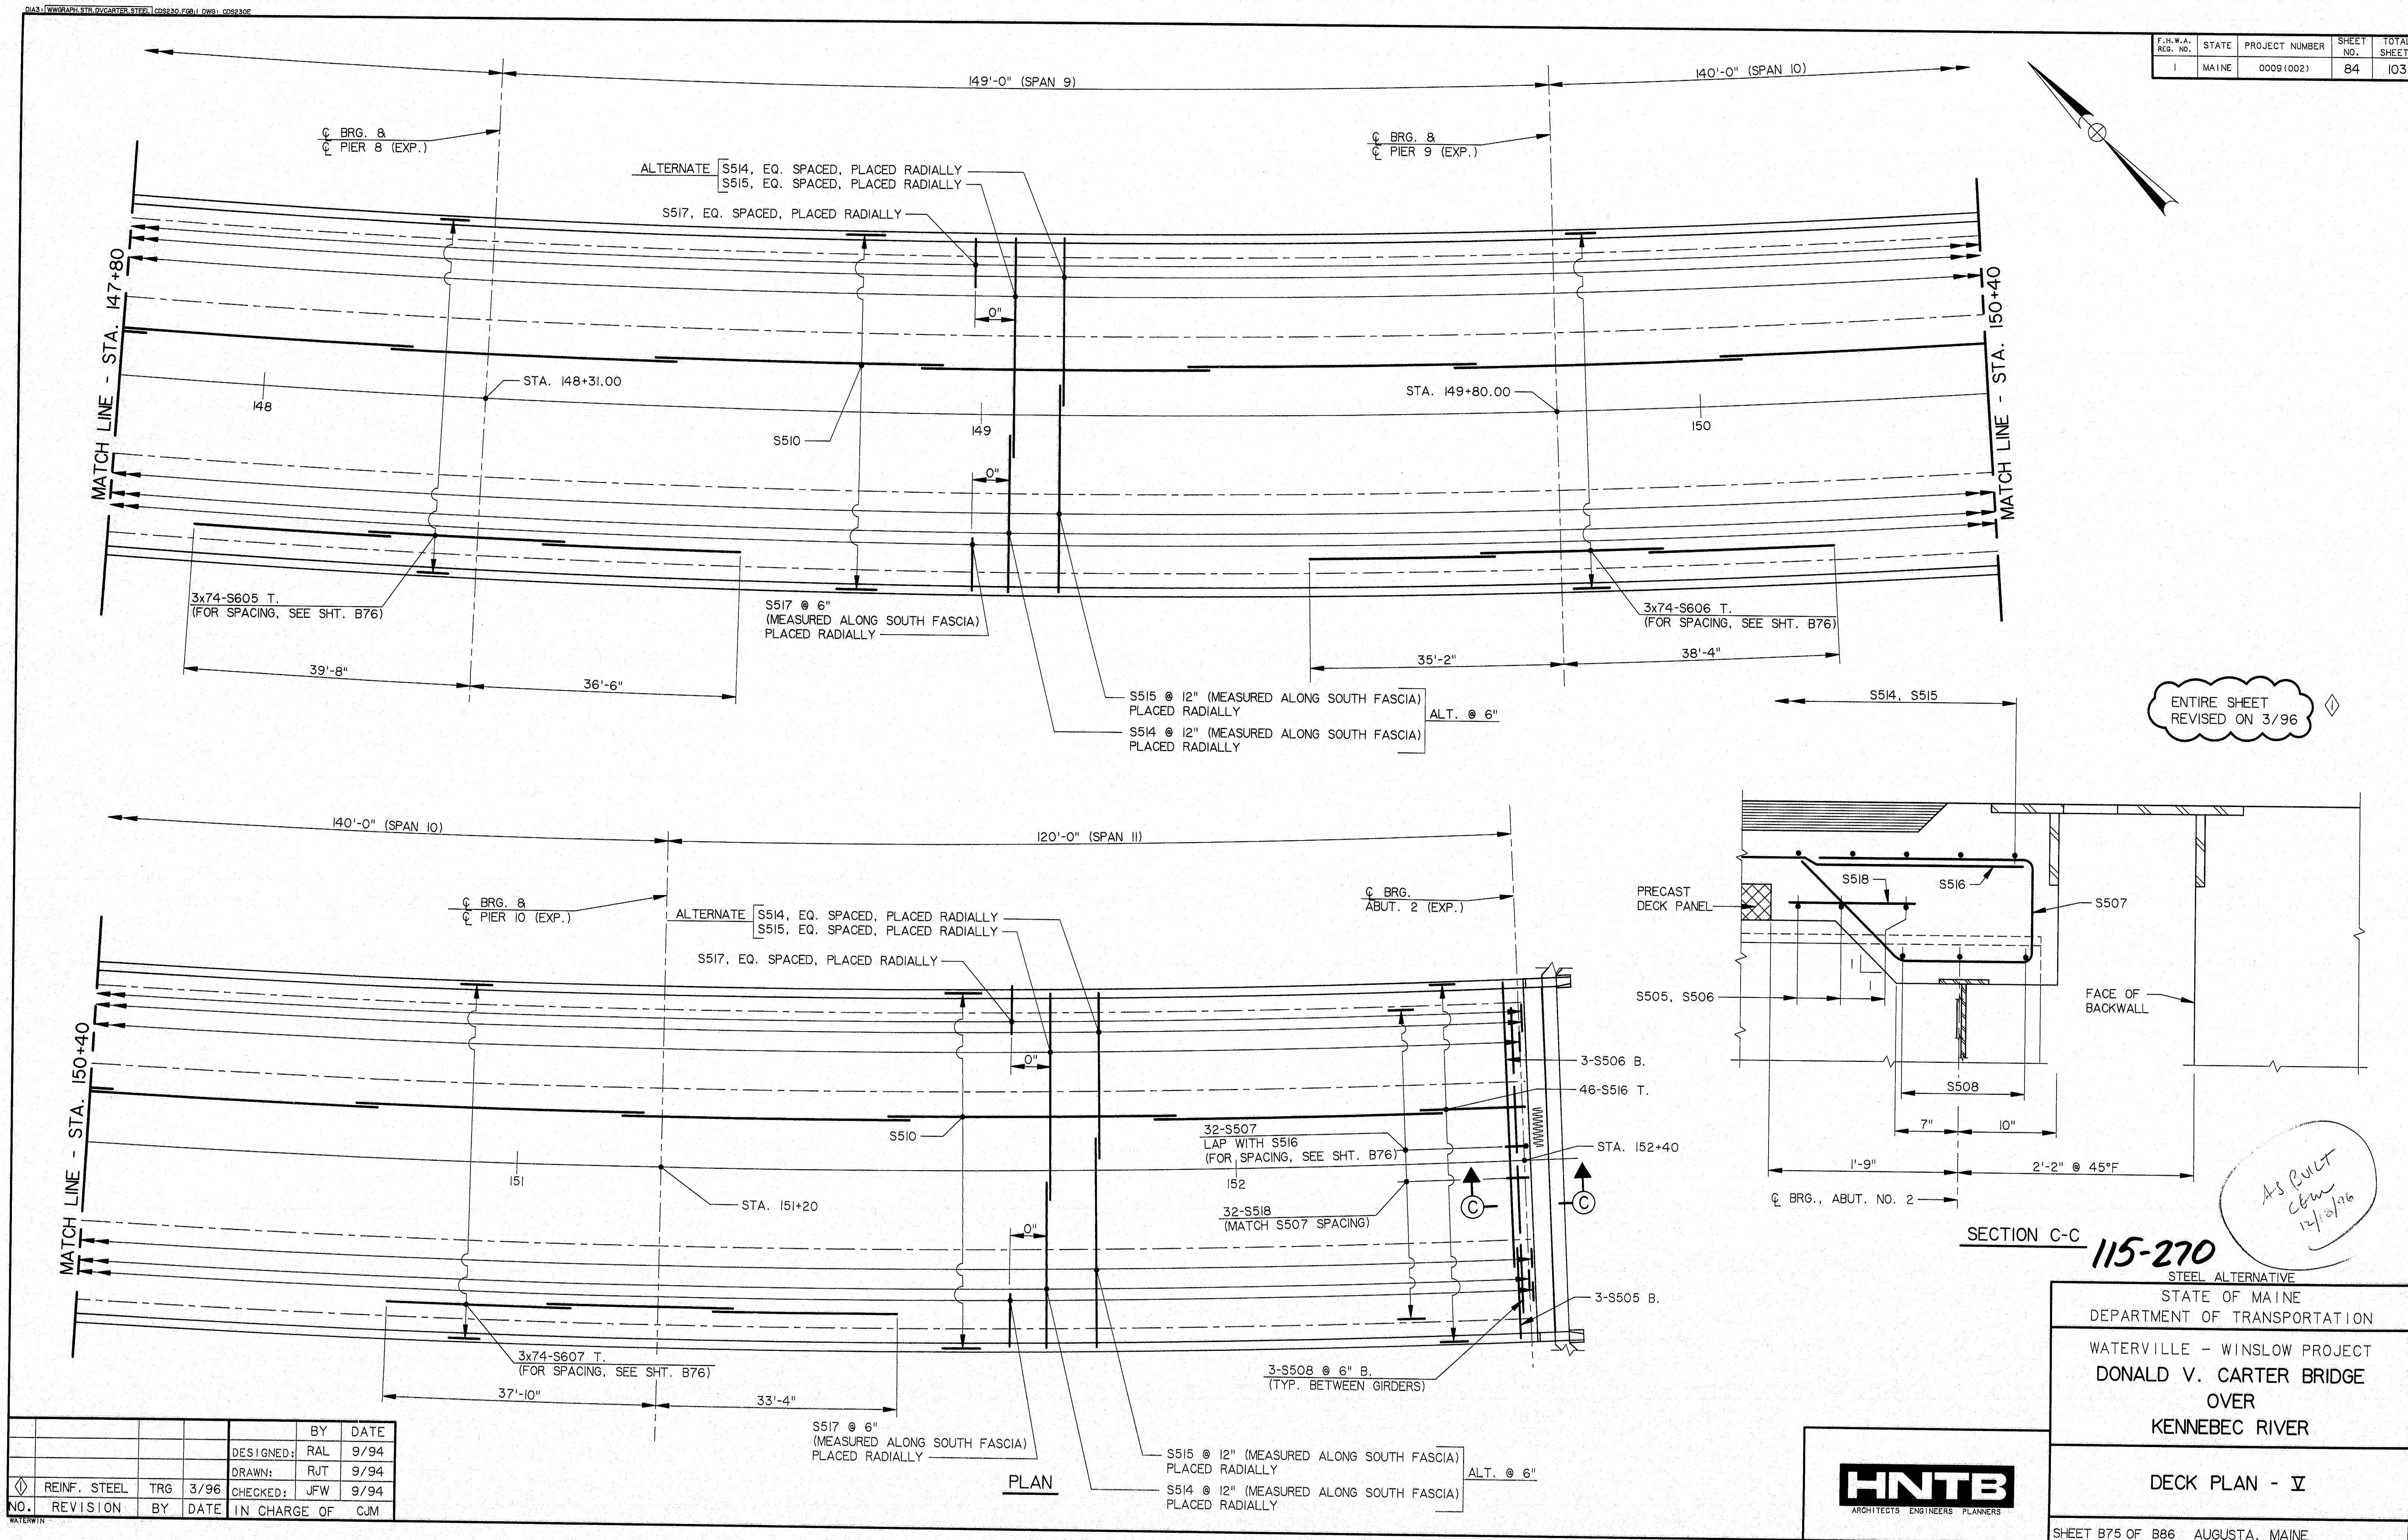 DIA3:[WWGRAPH.STR.DVCARTER.STEEL]CDS230.FGB;1 DWG: CDS230E
F.H.W.A. REG. NO. STATE PROJECT NUMBER SHEET NO. TOTAL SHEET
1 MAINE 0009(002) 84 103
149'-0" (SPAN 9)
140'-0" (SPAN 10)
℄ BRG. &
℄ PIER 8 (EXP.)
℄ BRG. &
℄ PIER 9 (EXP.)
ALTERNATE S514, EQ. SPACED, PLACED RADIALLY
S515, EQ. SPACED, PLACED RADIALLY
S517, EQ. SPACED, PLACED RADIALLY
MATCH LINE - STA. 147+80
MATCH LINE - STA. 150+40
0"
STA. 148+31.00
STA. 149+80.00
148
149
150
S510
0"
3x74-S605 T.
(FOR SPACING, SEE SHT. B76)
S517 @ 6"
(MEASURED ALONG SOUTH FASCIA)
PLACED RADIALLY
3x74-S606 T.
(FOR SPACING, SEE SHT. B76)
39'-8"
36'-6"
35'-2"
38'-4"
S515 @ 12" (MEASURED ALONG SOUTH FASCIA)
PLACED RADIALLY
ALT. @ 6"
S514 @ 12" (MEASURED ALONG SOUTH FASCIA)
PLACED RADIALLY
ENTIRE SHEET
REVISED ON 3/96
1
140'-0" (SPAN 10)
120'-0" (SPAN 11)
℄ BRG. &
℄ PIER 10 (EXP.)
℄ BRG.
ABUT. 2 (EXP.)
ALTERNATE S514, EQ. SPACED, PLACED RADIALLY
S515, EQ. SPACED, PLACED RADIALLY
S517, EQ. SPACED, PLACED RADIALLY
MATCH LINE - STA. 150+40
0"
3-S506 B.
46-S516 T.
S510
32-S507
LAP WITH S516
(FOR SPACING, SEE SHT. B76)
STA. 152+40
151
152
STA. 151+20
32-S518
(MATCH S507 SPACING)
C
C
0"
3-S505 B.
3x74-S607 T.
(FOR SPACING, SEE SHT. B76)
3-S508 @ 6" B.
(TYP. BETWEEN GIRDERS)
37'-10"
33'-4"
S517 @ 6"
(MEASURED ALONG SOUTH FASCIA)
PLACED RADIALLY
S515 @ 12" (MEASURED ALONG SOUTH FASCIA)
PLACED RADIALLY
ALT. @ 6"
S514 @ 12" (MEASURED ALONG SOUTH FASCIA)
PLACED RADIALLY
PLAN
S514, S515
PRECAST
DECK PANEL
S518
S516
S507
1
1
S505, S506
FACE OF
BACKWALL
S508
7"
10"
1'-9"
2'-2" @ 45°F
℄ BRG., ABUT. NO. 2
SECTION C-C
AS BUILT
CEM
12/18/96
115-270
STEEL ALTERNATIVE
STATE OF MAINE
DEPARTMENT OF TRANSPORTATION
WATERVILLE - WINSLOW PROJECT
DONALD V. CARTER BRIDGE
OVER
KENNEBEC RIVER
DECK PLAN - V
SHEET B75 OF B86 AUGUSTA, MAINE
HNTB
ARCHITECTS ENGINEERS PLANNERS
BY DATE
DESIGNED: RAL 9/94
DRAWN: RJT 9/94
1 REINF. STEEL TRG 3/96 CHECKED: JFW 9/94
NO. REVISION BY DATE IN CHARGE OF CJM
WATERWIN